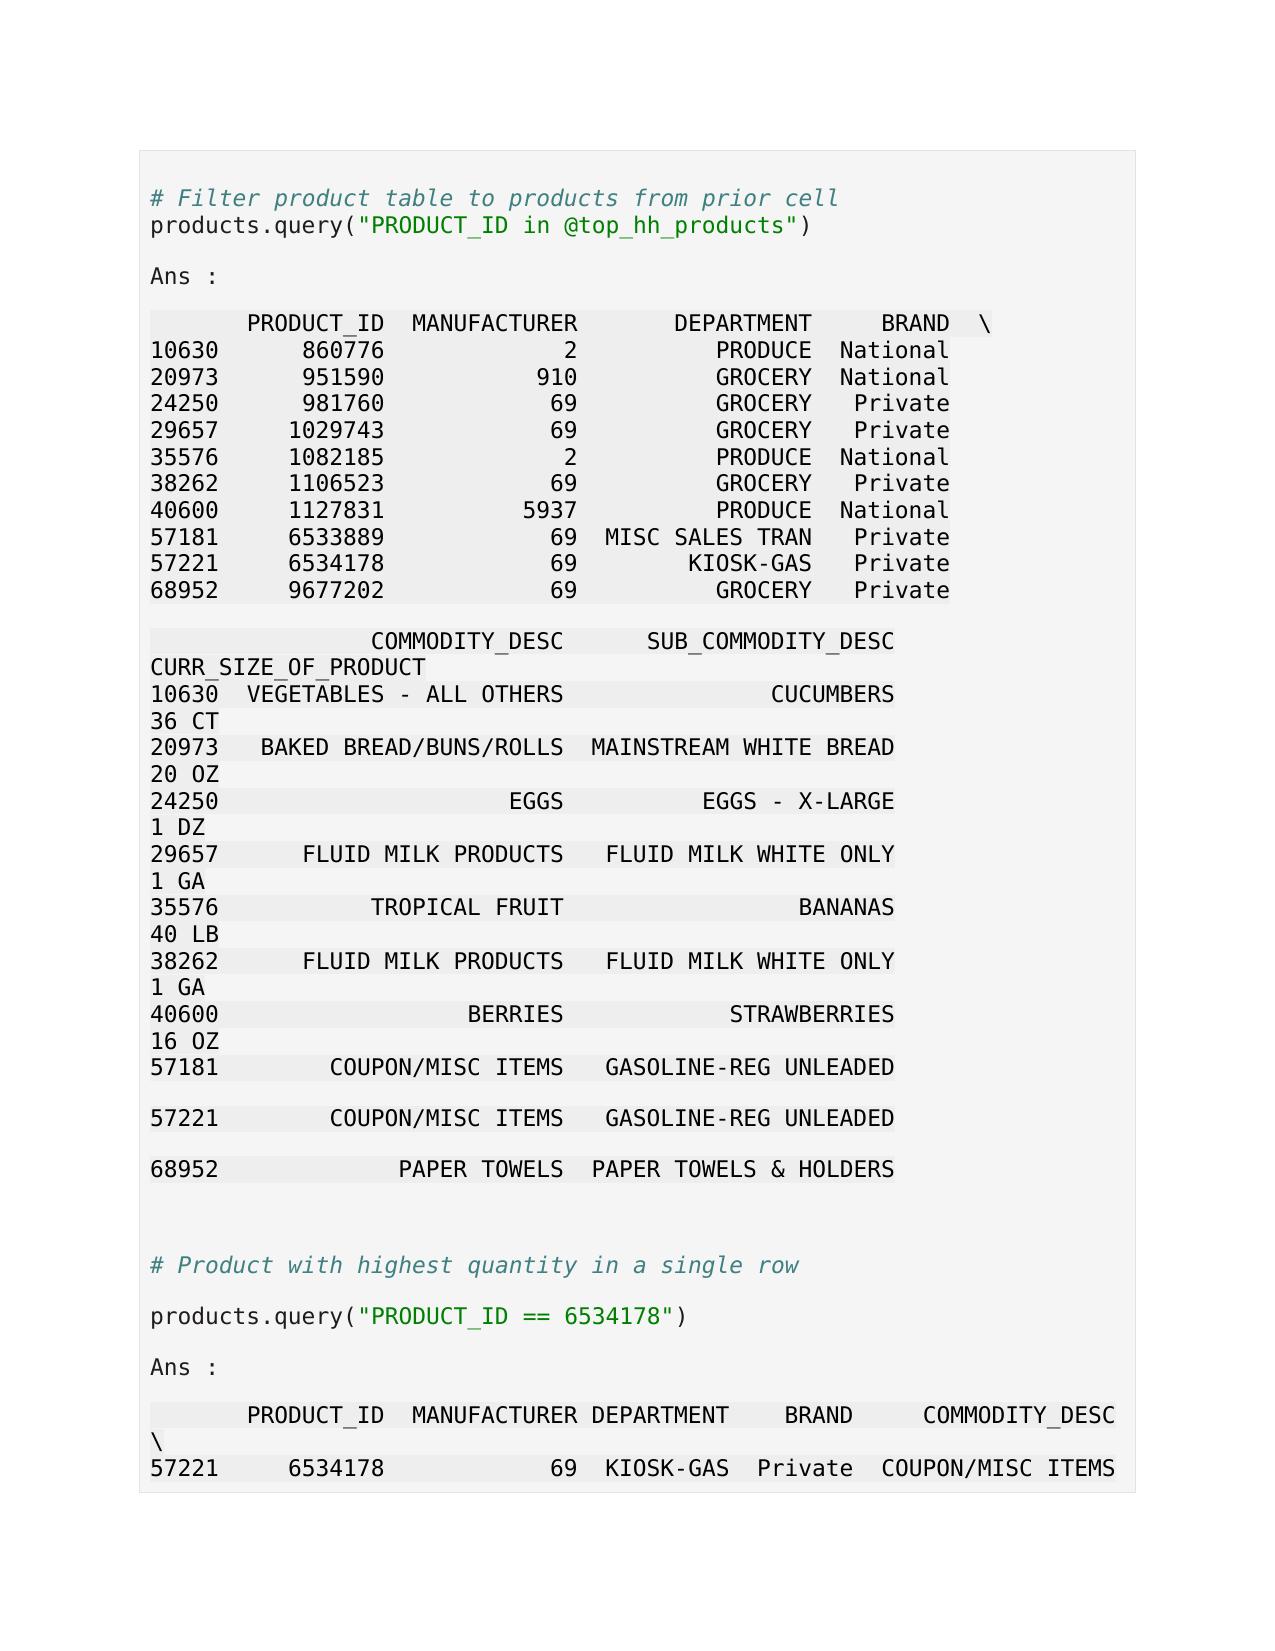 # Filter product table to products from prior cell
products.query("PRODUCT_ID in @top_hh_products")
Ans :
       PRODUCT_ID  MANUFACTURER       DEPARTMENT     BRAND  \
10630      860776             2          PRODUCE  National
20973      951590           910          GROCERY  National
24250      981760            69          GROCERY   Private
29657     1029743            69          GROCERY   Private
35576     1082185             2          PRODUCE  National
38262     1106523            69          GROCERY   Private
40600     1127831          5937          PRODUCE  National
57181     6533889            69  MISC SALES TRAN   Private
57221     6534178            69        KIOSK-GAS   Private
68952     9677202            69          GROCERY   Private
                COMMODITY_DESC      SUB_COMMODITY_DESC
CURR_SIZE_OF_PRODUCT
10630  VEGETABLES - ALL OTHERS               CUCUMBERS
36 CT
20973   BAKED BREAD/BUNS/ROLLS  MAINSTREAM WHITE BREAD
20 OZ
24250                     EGGS          EGGS - X-LARGE
1 DZ
29657      FLUID MILK PRODUCTS   FLUID MILK WHITE ONLY
1 GA
35576           TROPICAL FRUIT                 BANANAS
40 LB
38262      FLUID MILK PRODUCTS   FLUID MILK WHITE ONLY
1 GA
40600                  BERRIES            STRAWBERRIES
16 OZ
57181        COUPON/MISC ITEMS   GASOLINE-REG UNLEADED
57221        COUPON/MISC ITEMS   GASOLINE-REG UNLEADED
68952             PAPER TOWELS  PAPER TOWELS & HOLDERS
# Product with highest quantity in a single row
products.query("PRODUCT_ID == 6534178")
Ans :
       PRODUCT_ID  MANUFACTURER DEPARTMENT    BRAND     COMMODITY_DESC
\
57221     6534178            69  KIOSK-GAS  Private  COUPON/MISC ITEMS